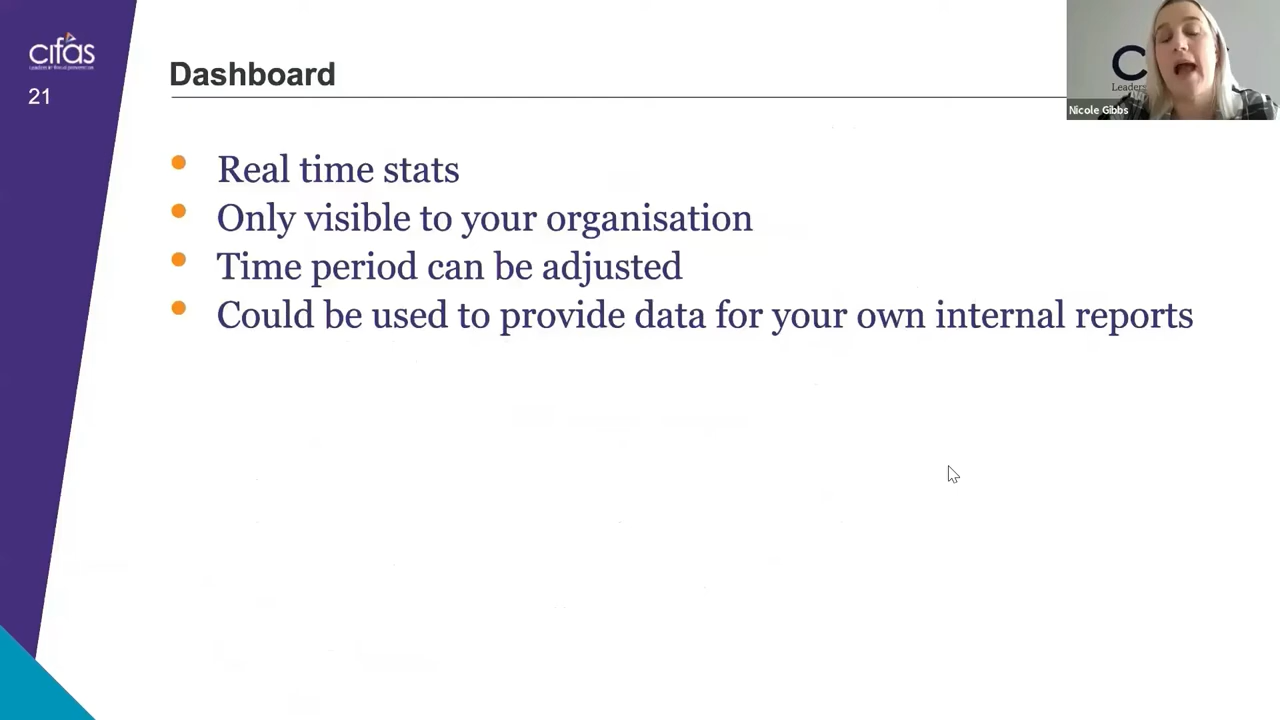 cifas
21
Dashboard
Real time stats
Only visible to your organisation
Time period can be adjusted
Could be used to provide data for your own internal reports
C
Leaders
Nicole Gibbs